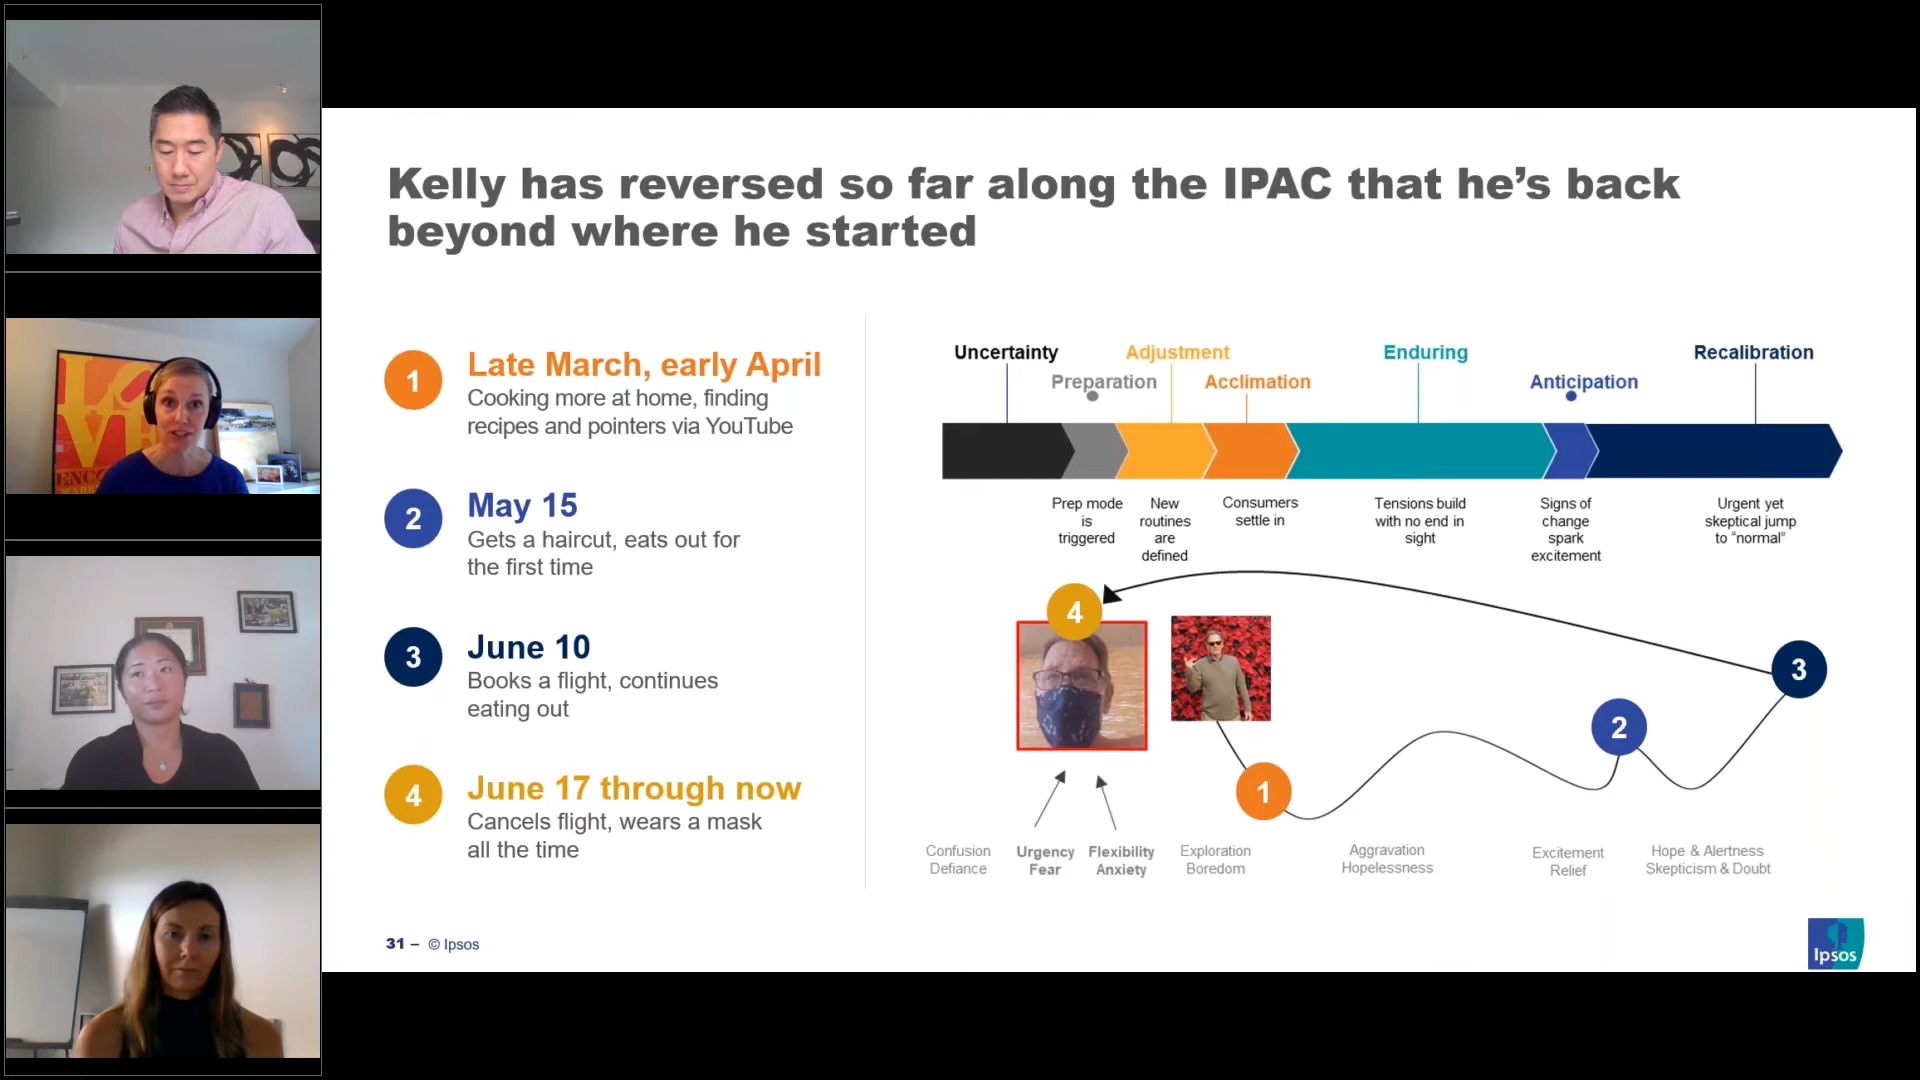 Kelly has reversed so far along the IPAC that he's back
beyond where he started
1
Late March, early April
Cooking more at home, finding
recipes and pointers via YouTube
2
May 15
Gets a haircut, eats out for
the first time
3
June 10
Books a flight, continues
eating out
4
June 17 through now
Cancels flight, wears a mask
all the time
Uncertainty
Adjustment
Enduring
Recalibration
Preparation
Acclimation
Anticipation
Prep mode
is
triggered
New
routines
are
defined
Consumers
settle in
Tensions build
with no end in
sight
Signs of
change
spark
excitement
Urgent yet
skeptical jump
to "normal"
4
3
2
1
Confusion
Defiance
Urgency
Fear
Flexibility
Anxiety
Exploration
Boredom
Aggravation
Hopelessness
Excitement
Relief
Hope & Alertness
Skepticism & Doubt
31 – © Ipsos
Ipsos